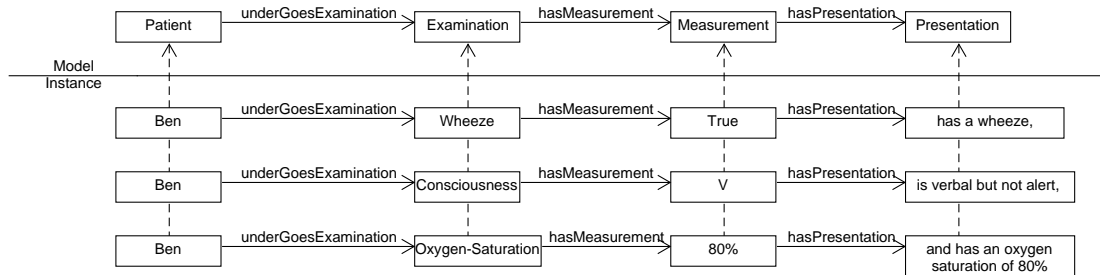 underGoesExamination hasMeasurement hasPresentation
Patient Examination Measurement Presentation
Model
Instance
underGoesExamination hasMeasurement hasPresentation
Ben Wheeze True has a wheeze,
underGoesExamination hasMeasurement hasPresentation
Ben Consciousness V is verbal but not alert,
underGoesExamination hasMeasurement hasPresentation
Ben Oxygen-Saturation 80% and has an oxygen
saturation of 80%